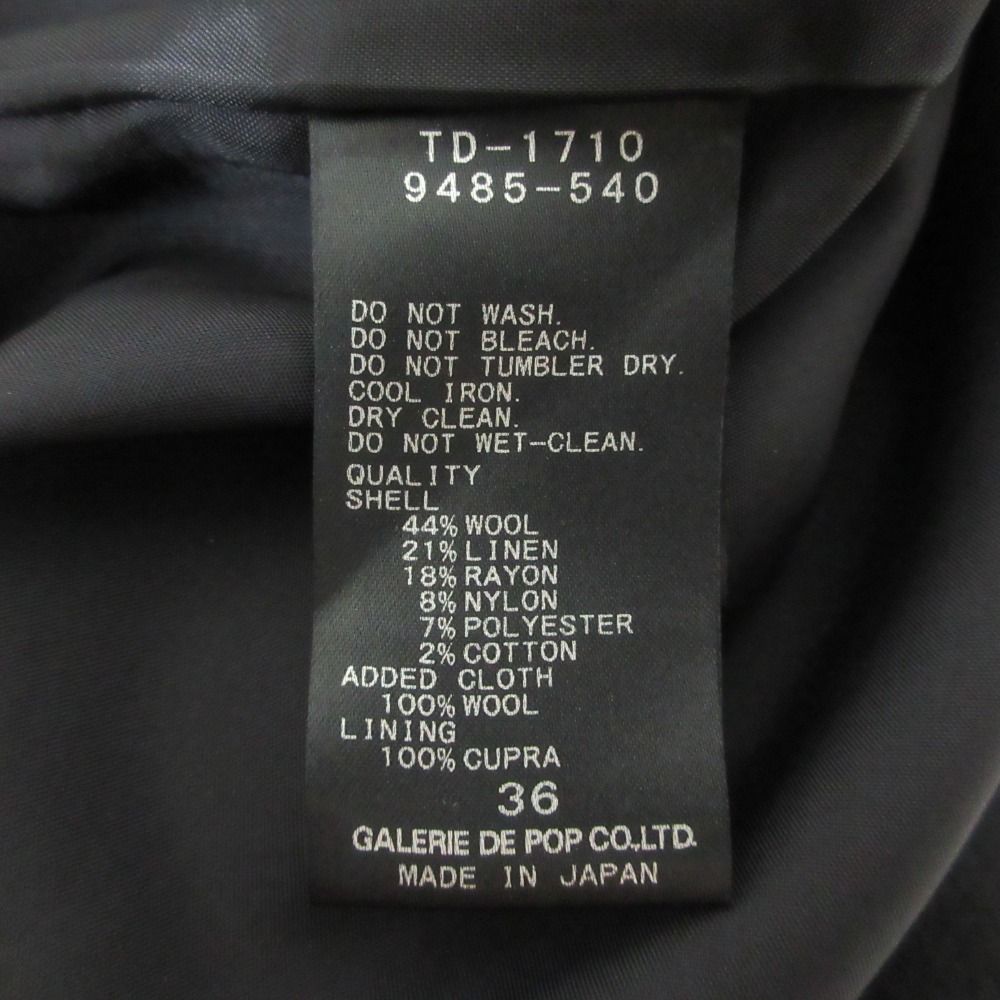 TD-1710
9485-540
DO NOT WASH.
DO NOT BLEACH.
DO NOT TUMBLER DRY.
COOL IRON.
DRY CLEAN.
DO NOT WET-CLEAN.
QUALITY
SHELL
44% WOOL
21% LINEN
18% RAYON
8% NYLON
7% POLYESTER
2% COTTON
ADDED CLOTH
100% WOOL
LINING
100% CUPRA
36
GALERIE DE POP CO.,LTD.
MADE IN JAPAN